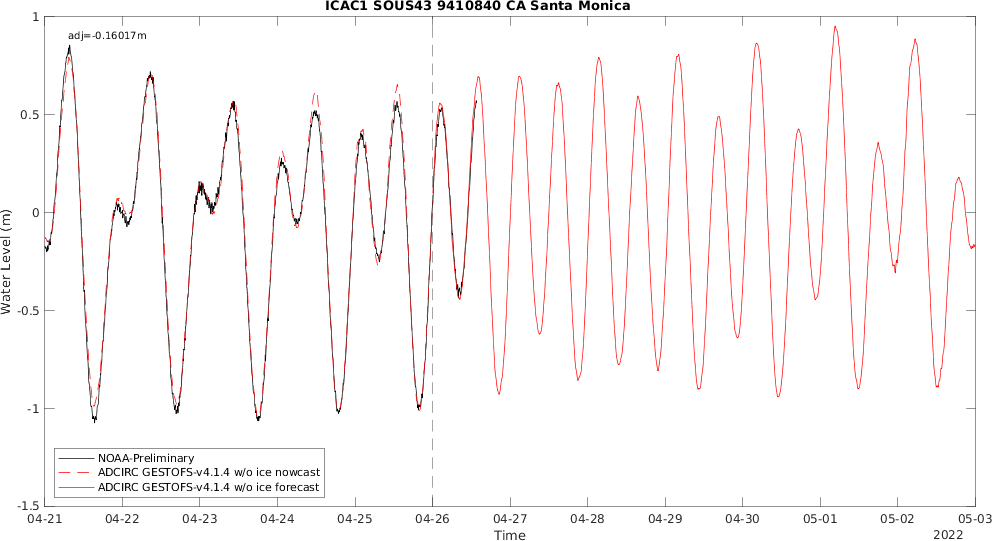 ICAC1 SOUS43 9410840 CA Santa Monica
adj=-0.16017m
1
0.5
0
-0.5
-1
-1.5
Water Level (m)
NOAA-Preliminary
ADCIRC GESTOFS-v4.1.4 w/o ice nowcast
ADCIRC GESTOFS-v4.1.4 w/o ice forecast
04-21 04-22 04-23 04-24 04-25 04-26 04-27 04-28 04-29 04-30 05-01 05-02 05-03
Time
2022